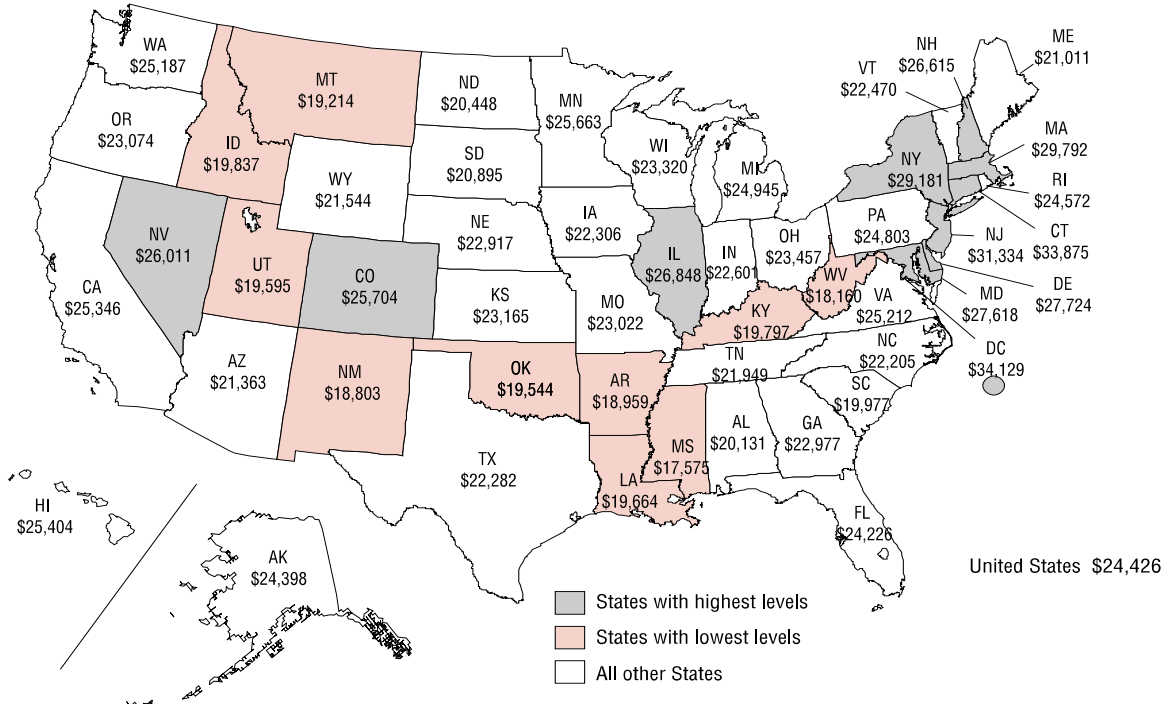 WA
$25,187
OR
$23,074
CA
$25,346
NV
$26,011
ID
$19,837
MT
$19,214
WY
$21,544
UT
$19,595
CO
$25,704
AZ
$21,363
NM
$18,803
ND
$20,448
SD
$20,895
NE
$22,917
KS
$23,165
OK
$19,544
TX
$22,282
MN
$25,663
IA
$22,306
MO
$23,022
AR
$18,959
LA
$19,664
WI
$23,320
IL
$26,848
MI
$24,945
IN
$22,601
OH
$23,457
KY
$19,797
TN
$21,949
MS
$17,575
AL
$20,131
GA
$22,977
FL
$24,226
SC
$19,977
NC
$22,205
VA
$25,212
WV
$18,160
PA
$24,803
NY
$29,181
VT
$22,470
NH
$26,615
ME
$21,011
MA
$29,792
RI
$24,572
CT
$33,875
NJ
$31,334
DE
$27,724
MD
$27,618
DC
$34,129
HI
$25,404
AK
$24,398
United States $24,426
States with highest levels
States with lowest levels
All other States